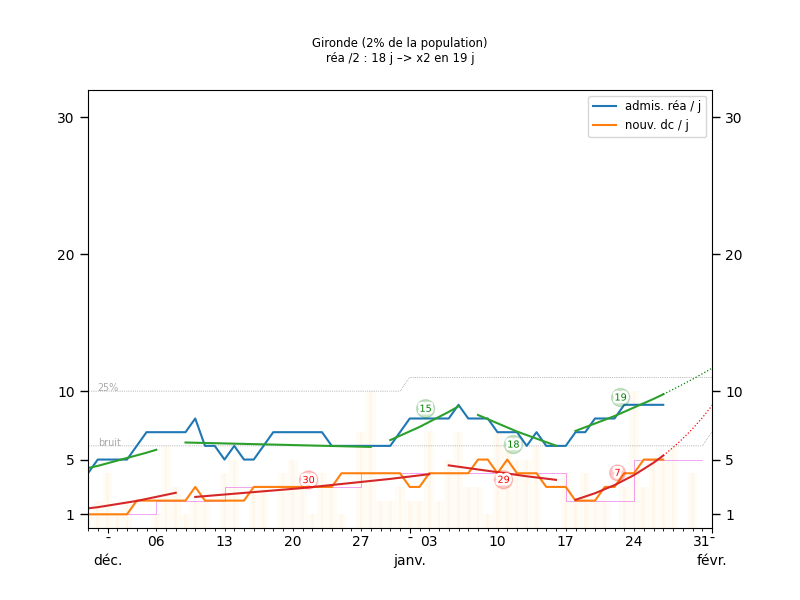 Gironde (2% de la population)
réa /2 : 18 j –> x2 en 19 j
admis. réa / j
nouv. dc / j
30 30
20 20
10 10
5 5
1 1
25%
bruit
15
18
19
30
29
7
- 06 13 20 27 - 03 10 17 24 31 -
déc. janv. févr.